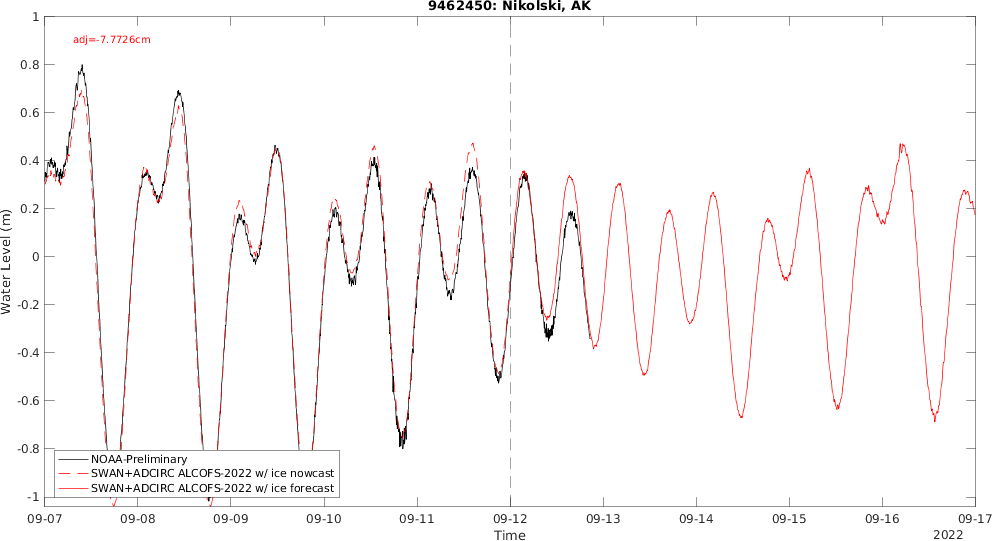 9462450: Nikolski, AK
adj=-7.7726cm
Water Level (m)
1
0.8
0.6
0.4
0.2
0
-0.2
-0.4
-0.6
-0.8
-1
NOAA-Preliminary
SWAN+ADCIRC ALCOFS-2022 w/ ice nowcast
SWAN+ADCIRC ALCOFS-2022 w/ ice forecast
09-07 09-08 09-09 09-10 09-11 09-12 09-13 09-14 09-15 09-16 09-17
Time
2022